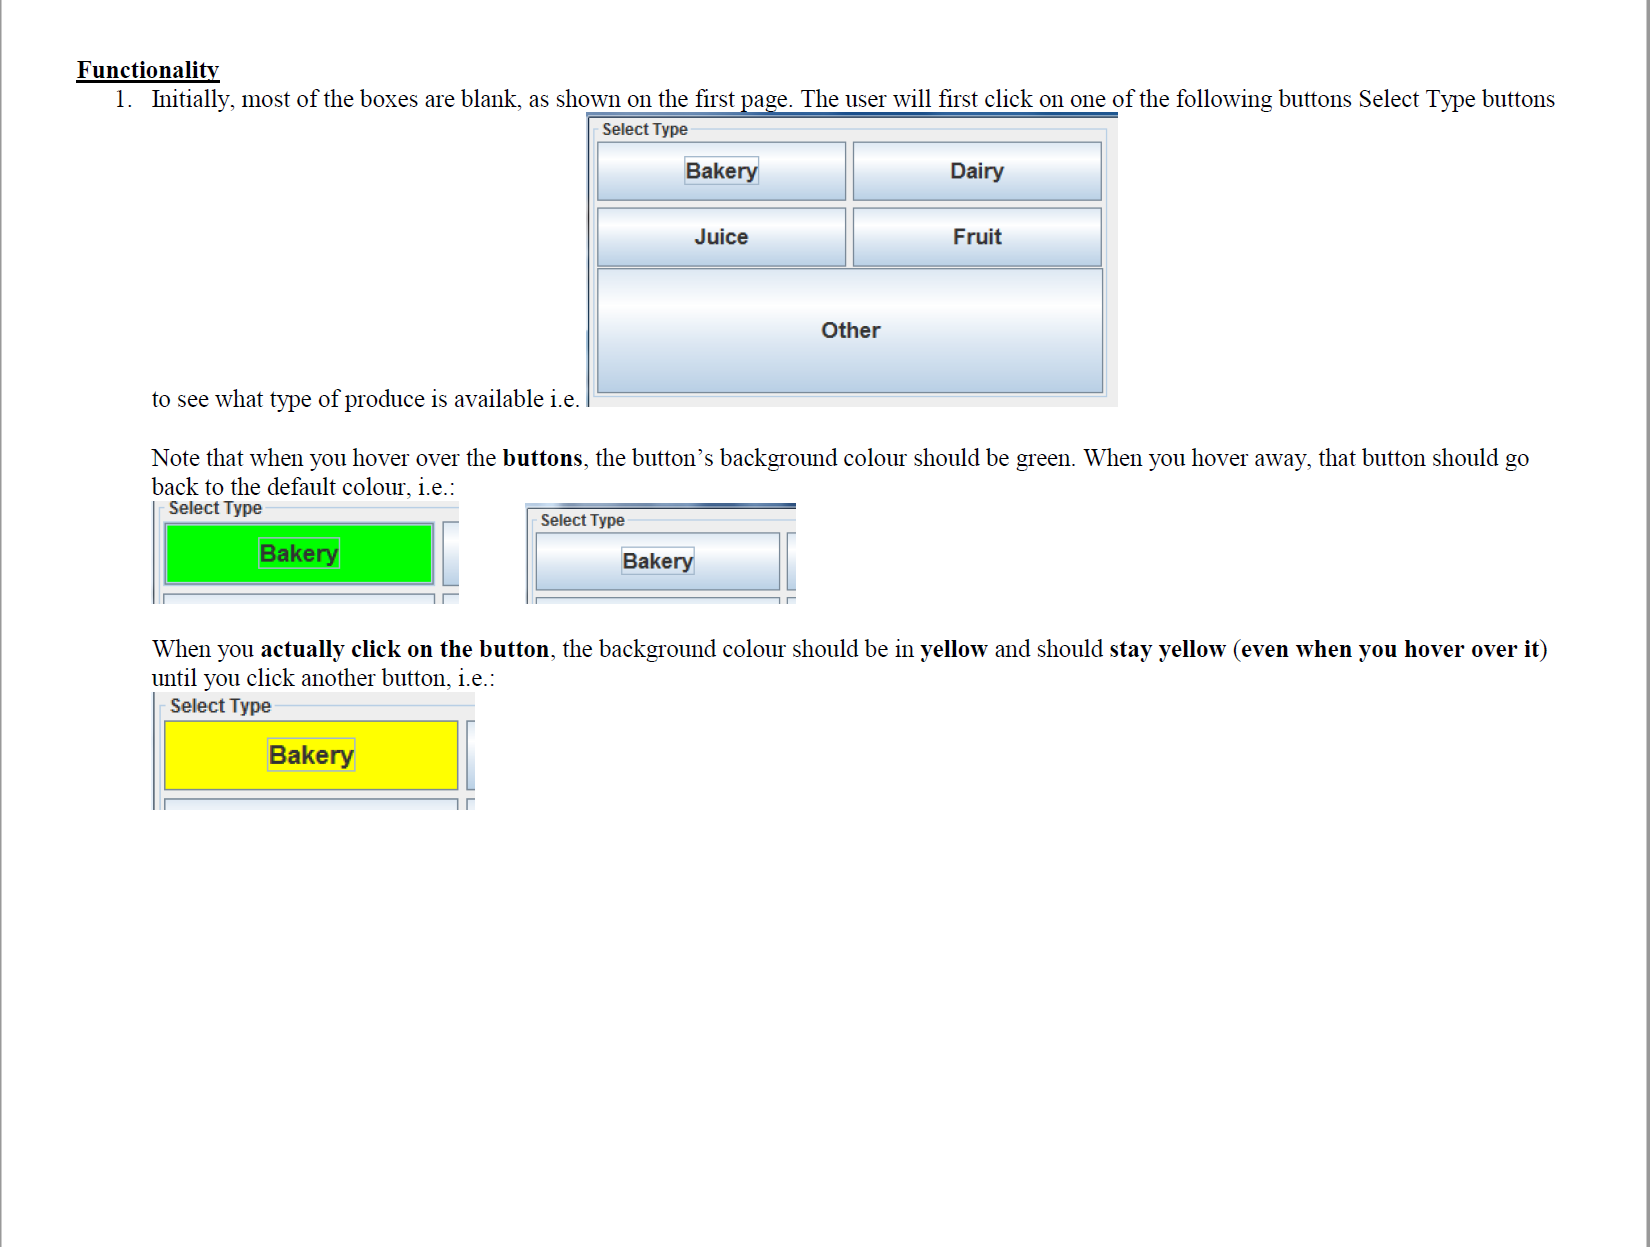 Functionality
1. Initially, most of the boxes are blank, as shown on the first page. The user will first click on one of the following buttons Select Type buttons
Select Type
Bakery Dairy
Juice Fruit
Other
to see what type of produce is available i.e.
Note that when you hover over the buttons, the button’s background colour should be green. When you hover away, that button should go
back to the default colour, i.e.:
Select Type Select Type
Bakery Bakery
When you actually click on the button, the background colour should be in yellow and should stay yellow (even when you hover over it)
until you click another button, i.e.:
Select Type
Bakery